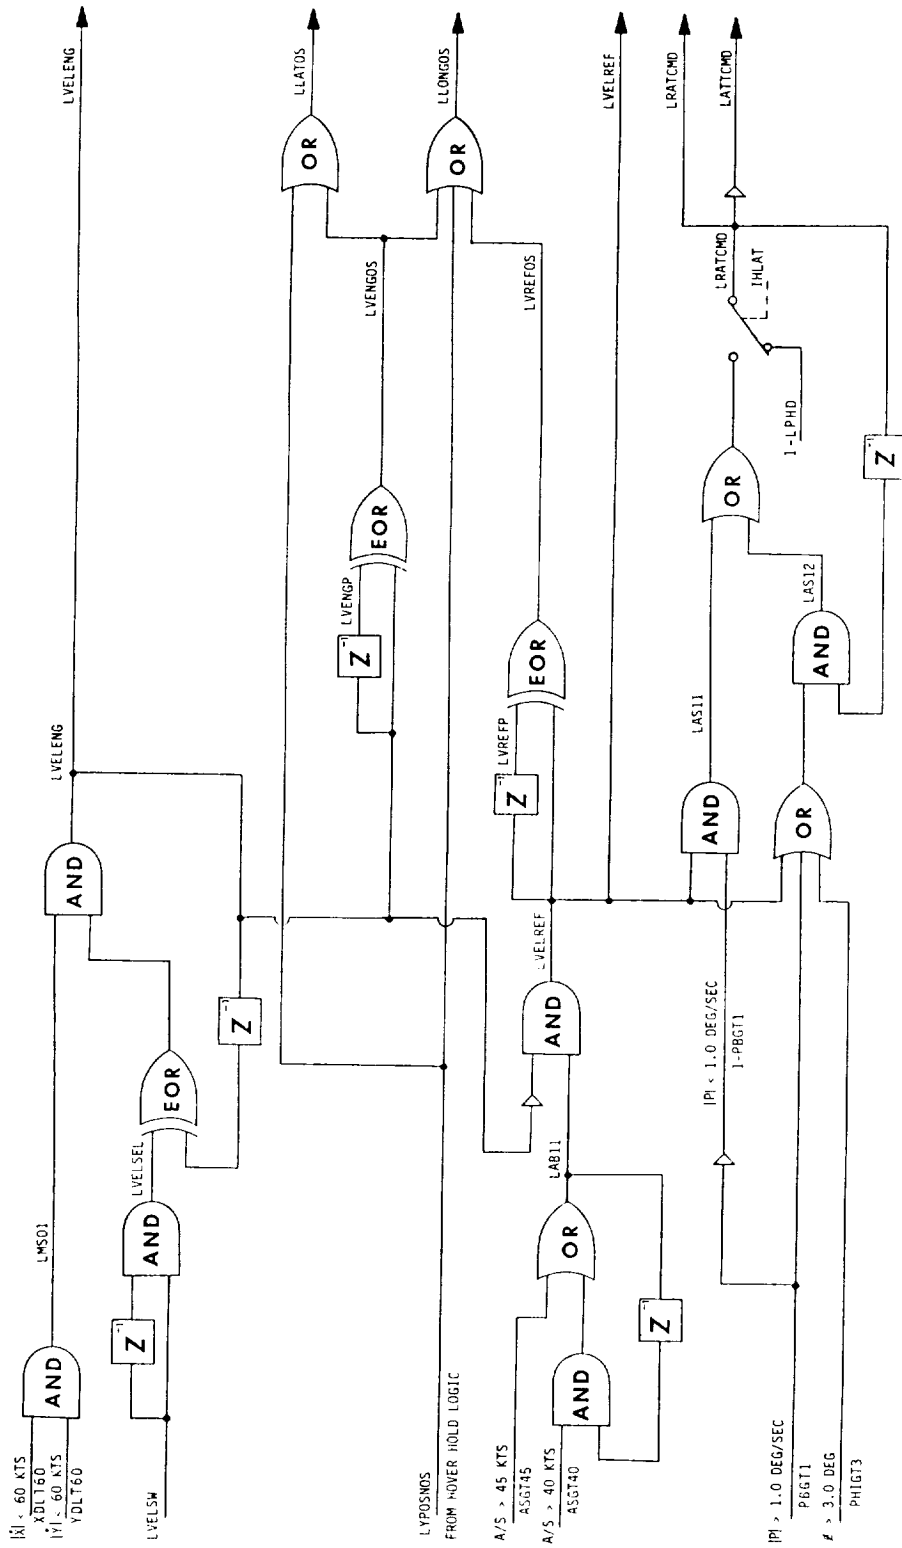 |Ẋ| < 60 KTS
XDLT60
|Ẏ| < 60 KTS
YDLT60
AND
LMS01
LVELSW
Z⁻¹
AND
LVELSEL
EOR
Z⁻¹
AND
LVELENG
LVELENG
LYPOSNOS
FROM HOVER HOLD LOGIC
Z⁻¹
LVENGP
EOR
LVENGOS
OR
LLATOS
OR
LLONGOS
A/S > 45 KTS
ASGT45
A/S > 40 KTS
ASGT40
AND
OR
LAB11
Z⁻¹
AND
LVELREF
Z⁻¹
LVREFP
EOR
LVREFOS
LVELREF
|P| > 1.0 DEG/SEC
PBGT1
> 3.0 DEG
PHIGT3
|P| < 1.0 DEG/SEC
1-PBGT1
AND
LAS11
OR
AND
LAS12
OR
Z⁻¹
1-LPHD
LRATCMD
IHLAT
LRATCMD
LATTCMD